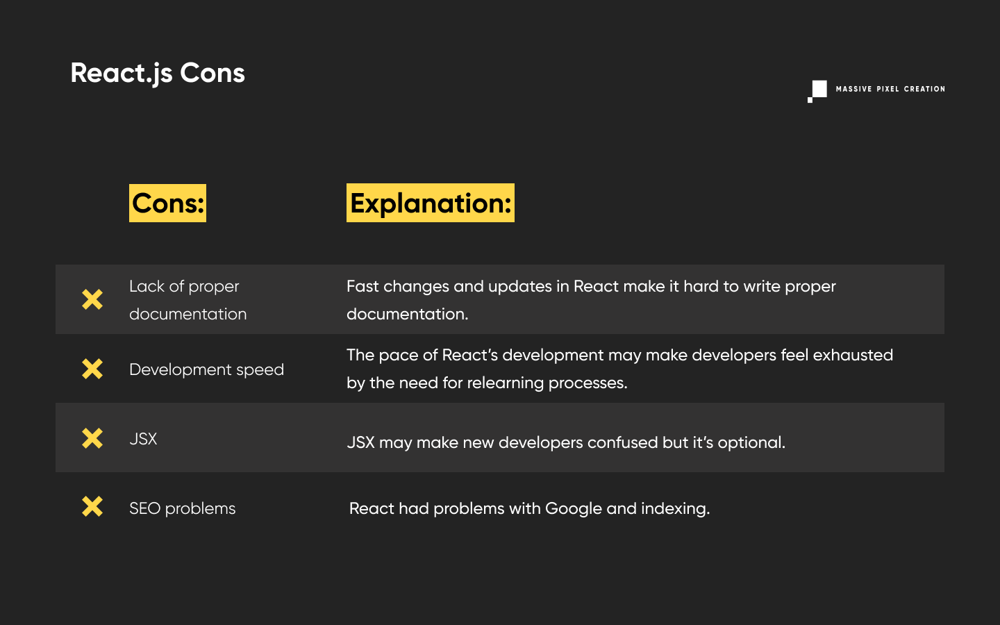 React.js Cons
MASSIVE PIXEL CREATION
Cons:
Explanation:
Lack of proper
documentation
Fast changes and updates in React make it hard to write proper
documentation.
Development speed
The pace of React’s development may make developers feel exhausted
by the need for relearning processes.
JSX
JSX may make new developers confused but it’s optional.
SEO problems
React had problems with Google and indexing.